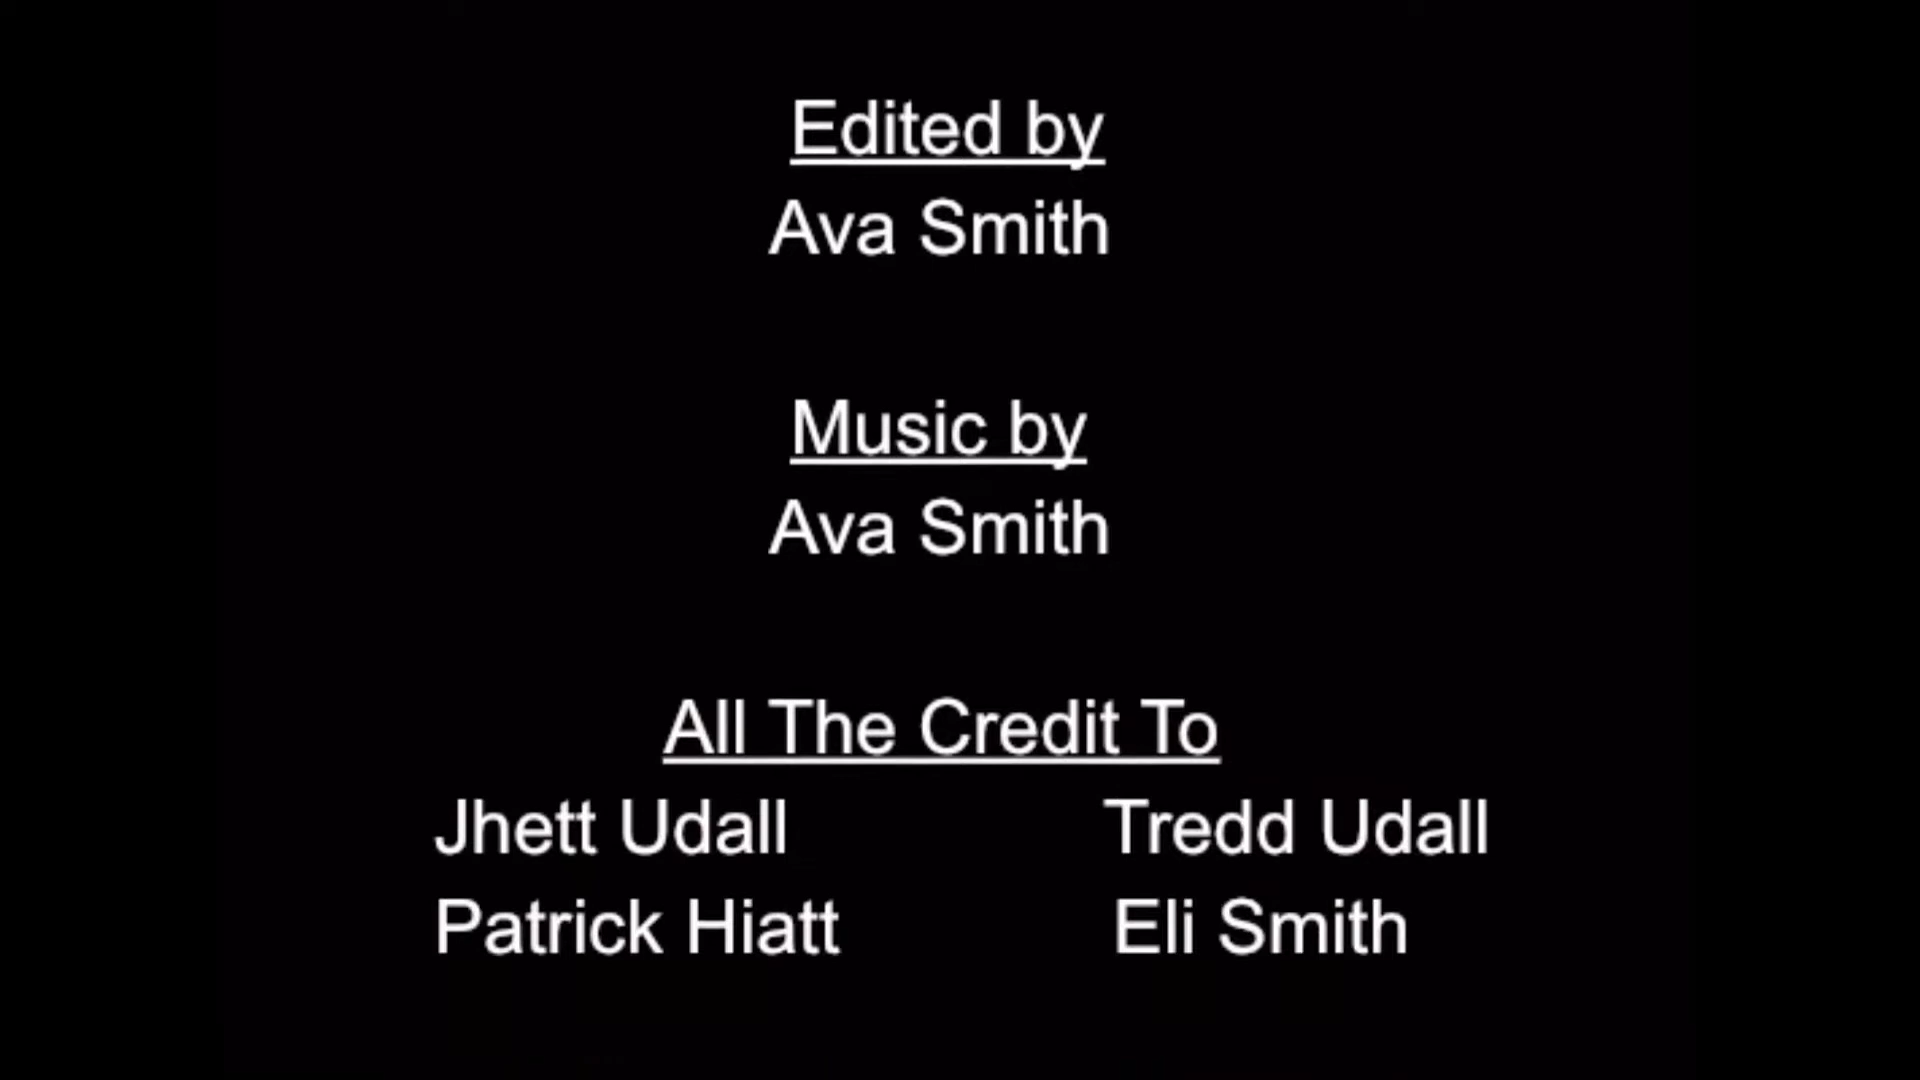 Edited by
Ava Smith
Music by
Ava Smith
All The Credit To
Jhett Udall Tredd Udall
Patrick Hiatt Eli Smith